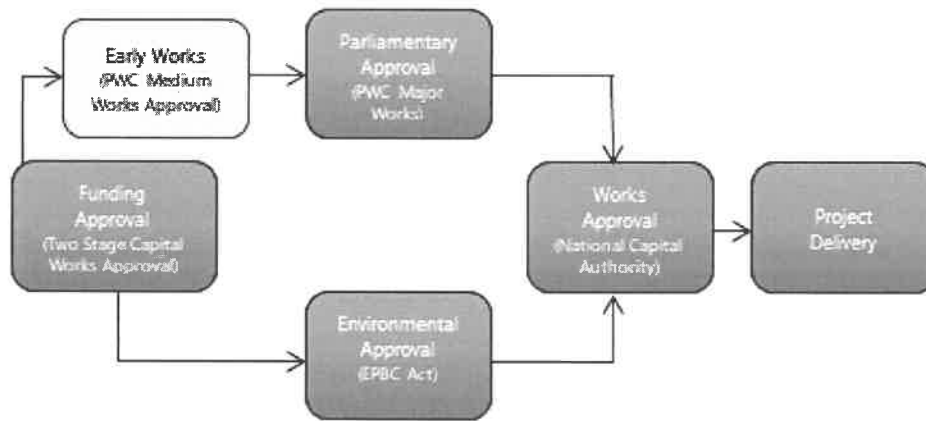 Early Works
(PWC Medium
Works Approval)
Parliamentary
Approval
(PWC Major
Works)
Funding
Approval
(Two Stage Capital
Works Approval)
Works
Approval
(National Capital
Authority)
Project
Delivery
Environmental
Approval
(EPBC Act)